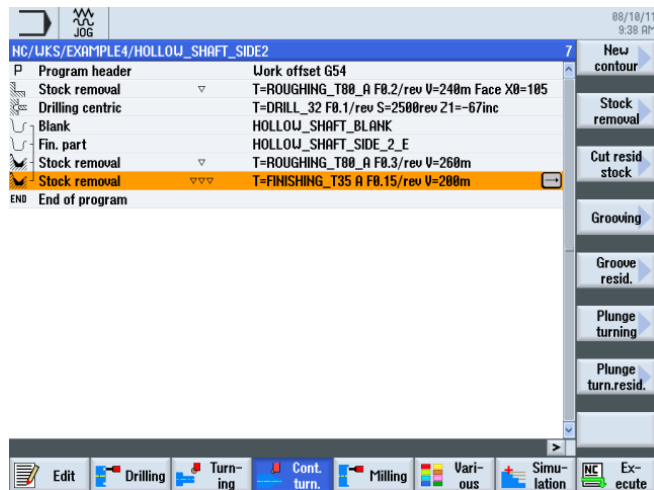 JOG
08/10/11
9:38 AM
NC/WKS/EXAMPLE4/HOLLOW_SHAFT_SIDE2 7
P Program header Work offset G54
Stock removal ▽ T=ROUGHING_T80_A F0.2/rev V=240m Face X0=105
Drilling centric T=DRILL_32 F0.1/rev S=2500rev Z1=-67inc
Blank HOLLOW_SHAFT_BLANK
Fin. part HOLLOW_SHAFT_SIDE_2_E
Stock removal ▽ T=ROUGHING_T80_A F0.3/rev V=260m
Stock removal ▽▽▽ T=FINISHING_T35 A F0.15/rev V=200m
END End of program
New
contour
Stock
removal
Cut resid
stock
Grooving
Groove
resid.
Plunge
turning
Plunge
turn.resid.
>
Edit
Drilling
Turn-
ing
Cont.
turn.
Milling
Vari-
ous
Simu-
lation
NC
Ex-
ecute